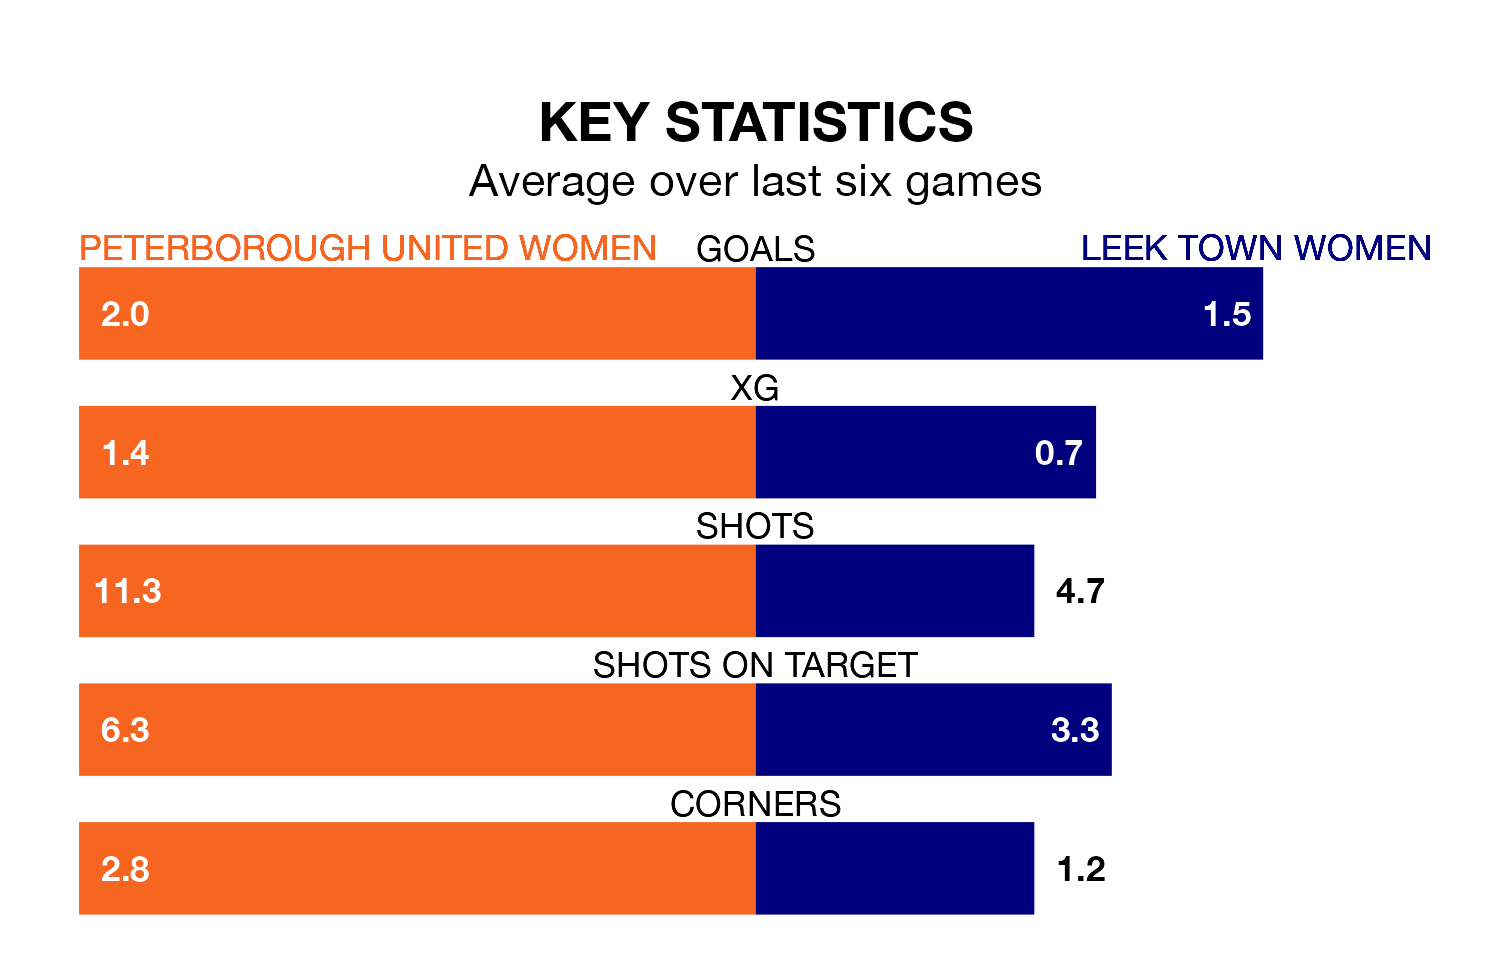 KEY STATISTICS
Average over last six games
PETERBOROUGH UNITED WOMEN GOALS LEEK TOWN WOMEN
2.0 1.5
XG
1.4 0.7
SHOTS
11.3 4.7
SHOTS ON TARGET
6.3 3.3
CORNERS
2.8 1.2